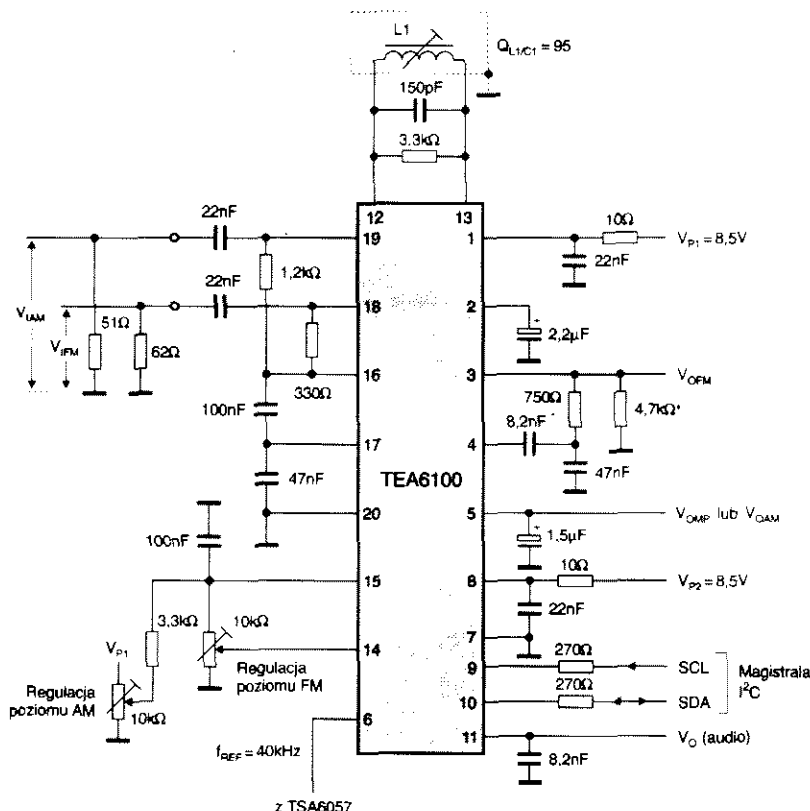 L1
Q_L1/C1 = 95
150pF
3.3kΩ
12
13
22nF
19
1
10Ω
V_P1 = 8,5V
1,2kΩ
22nF
22nF
18
2
V_IAM
51Ω
V_IFM
62Ω
2,2µF
+
16
330Ω
3
V_OFM
750Ω
4,7kΩ*
100nF
8,2nF
17
4
TEA6100
47nF
47nF
20
5
V_OMP lub V_OAM
+
1,5µF
100nF
15
8
10Ω
V_P2 = 8,5V
3,3kΩ
10kΩ
22nF
V_P1
14
7
Regulacja
poziomu FM
270Ω
9
SCL
Regulacja
poziomu AM
10kΩ
270Ω
10
SDA
Magistrala
I²C
6
11
V_O (audio)
f_REF = 40kHz
8,2nF
z TSA6057